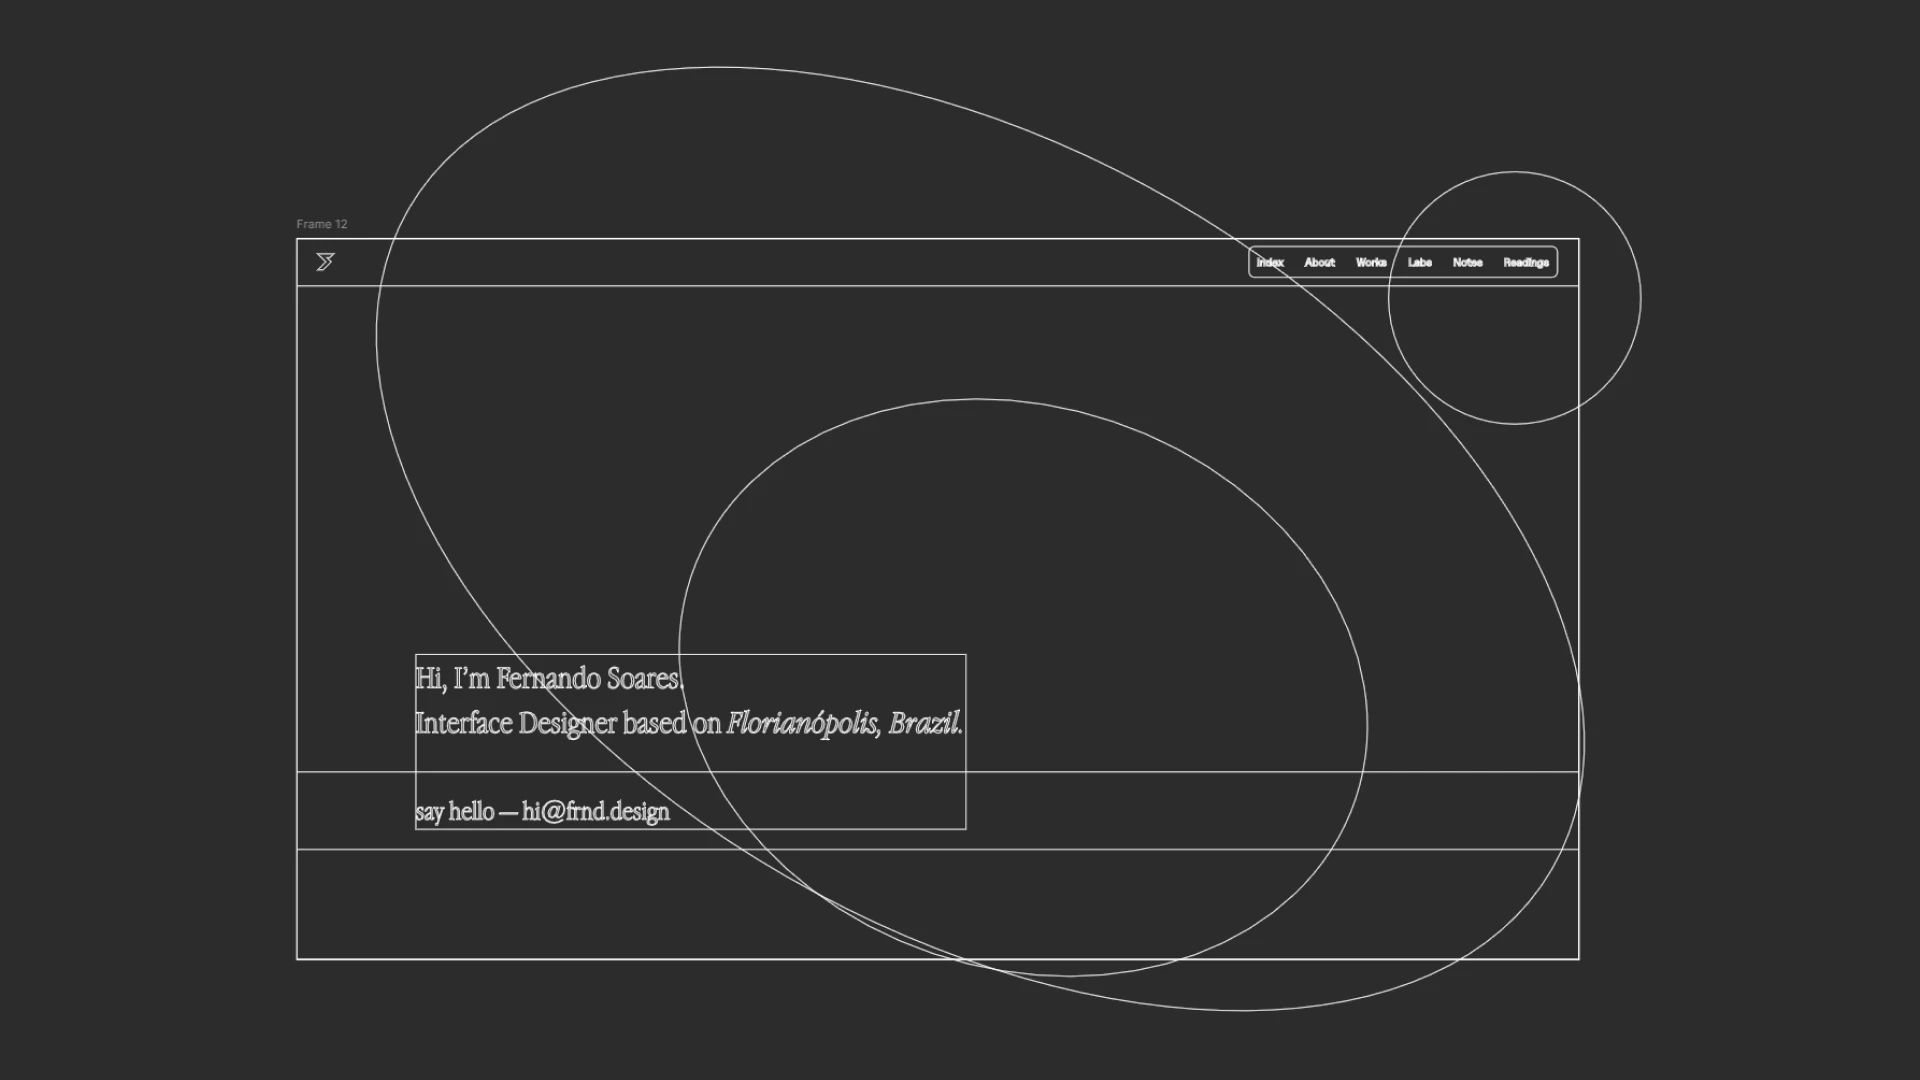 Frame 12
Index About Works Labs Notes Readings
Hi, I’m Fernando Soares.
Interface Designer based on Florianópolis, Brazil.
say hello — hi@frnd.design